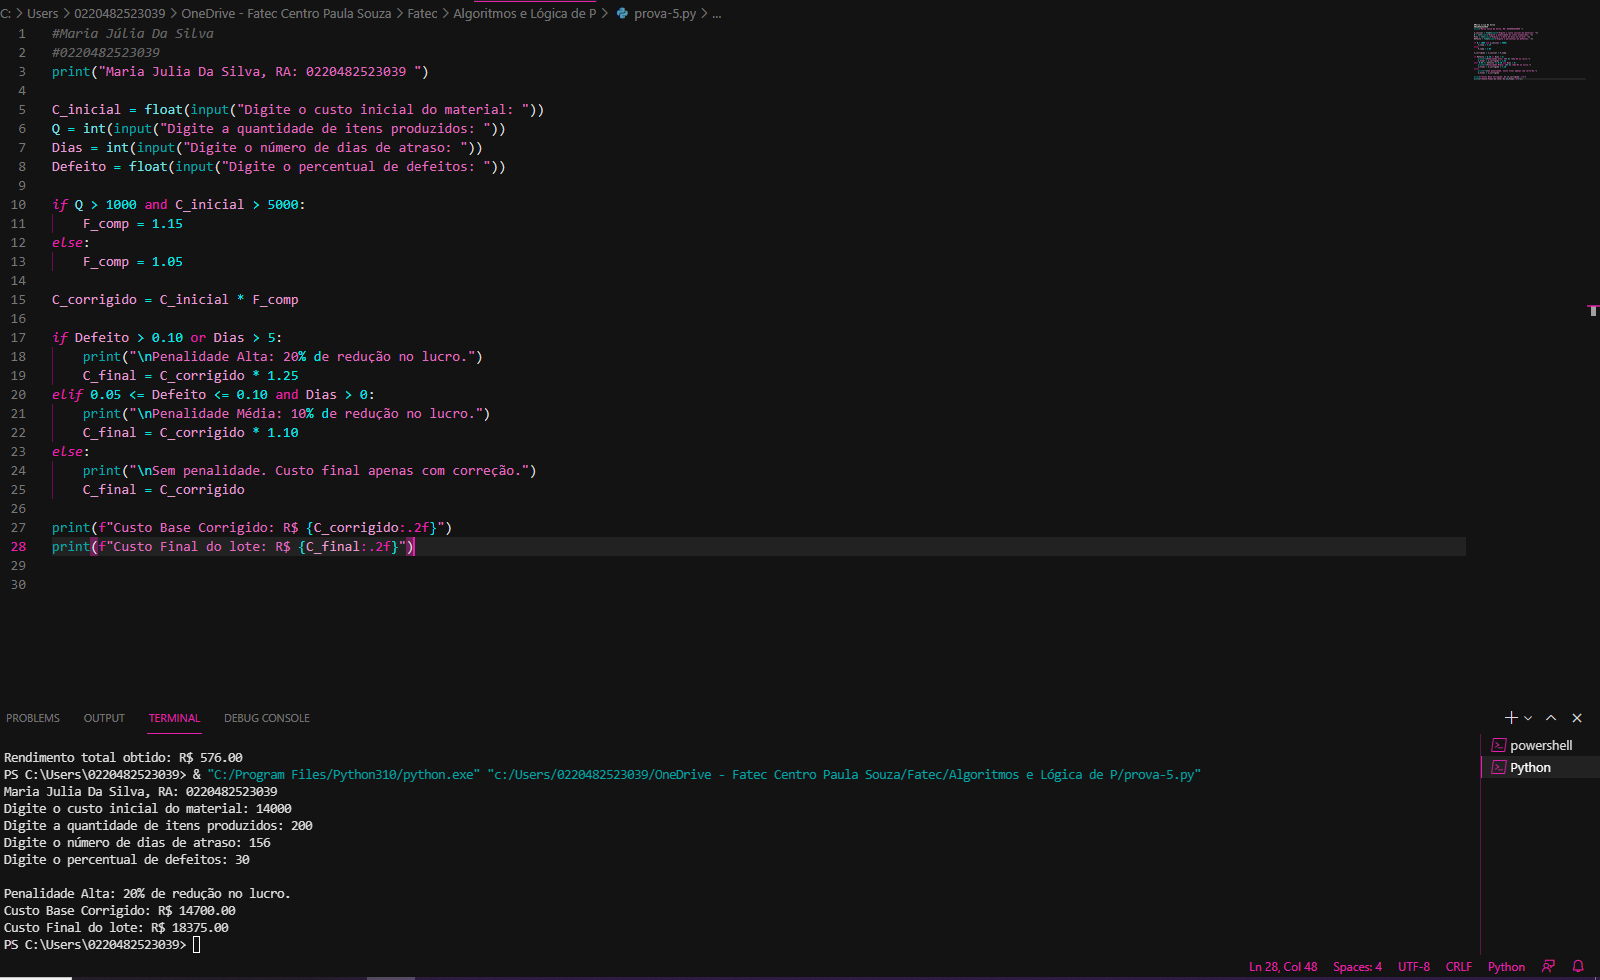 C: > Users > 0220482523039 > OneDrive - Fatec Centro Paula Souza > Fatec > Algoritmos e Lógica de P > prova-5.py > ...
1 #Maria Júlia Da Silva
2 #0220482523039
3 print("Maria Julia Da Silva, RA: 0220482523039 ")
4
5 C_inicial = float(input("Digite o custo inicial do material: "))
6 Q = int(input("Digite a quantidade de itens produzidos: "))
7 Dias = int(input("Digite o número de dias de atraso: "))
8 Defeito = float(input("Digite o percentual de defeitos: "))
9
10 if Q > 1000 and C_inicial > 5000:
11     F_comp = 1.15
12 else:
13     F_comp = 1.05
14
15 C_corrigido = C_inicial * F_comp
16
17 if Defeito > 0.10 or Dias > 5:
18     print("\nPenalidade Alta: 20% de redução no lucro.")
19     C_final = C_corrigido * 1.25
20 elif 0.05 <= Defeito <= 0.10 and Dias > 0:
21     print("\nPenalidade Média: 10% de redução no lucro.")
22     C_final = C_corrigido * 1.10
23 else:
24     print("\nSem penalidade. Custo final apenas com correção.")
25     C_final = C_corrigido
26
27 print(f"Custo Base Corrigido: R$ {C_corrigido:.2f}")
28 print(f"Custo Final do lote: R$ {C_final:.2f}")
29
30
PROBLEMS OUTPUT TERMINAL DEBUG CONSOLE
powershell
Python
Rendimento total obtido: R$ 576.00
PS C:\Users\0220482523039> & "C:/Program Files/Python310/python.exe" "c:/Users/0220482523039/OneDrive - Fatec Centro Paula Souza/Fatec/Algoritmos e Lógica de P/prova-5.py"
Maria Julia Da Silva, RA: 0220482523039
Digite o custo inicial do material: 14000
Digite a quantidade de itens produzidos: 200
Digite o número de dias de atraso: 156
Digite o percentual de defeitos: 30

Penalidade Alta: 20% de redução no lucro.
Custo Base Corrigido: R$ 14700.00
Custo Final do lote: R$ 18375.00
PS C:\Users\0220482523039>
Ln 28, Col 48 Spaces: 4 UTF-8 CRLF Python